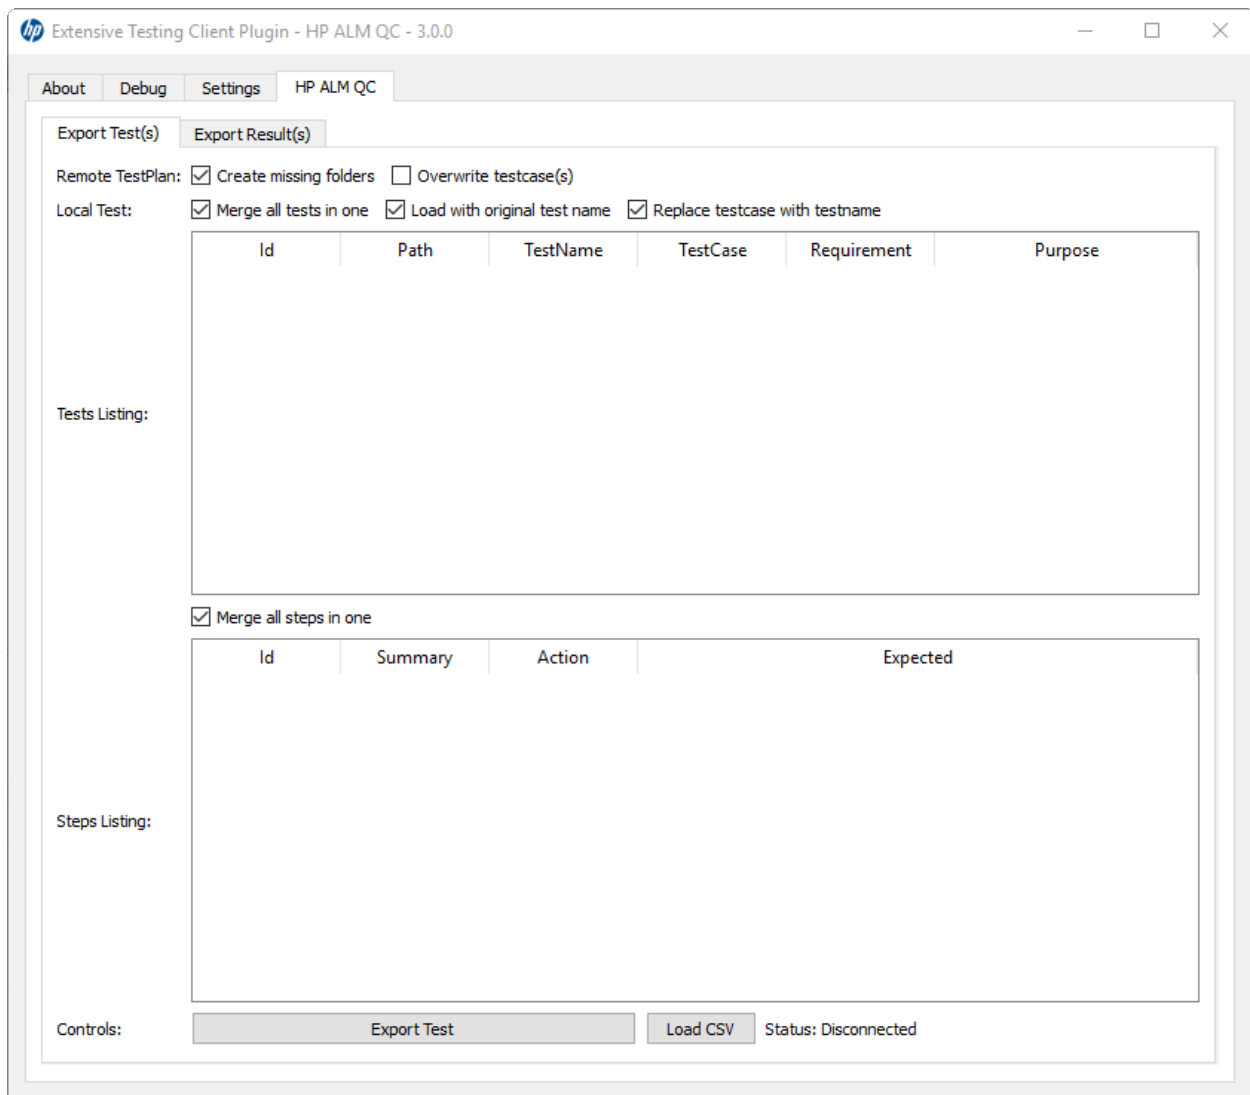 hp Extensive Testing Client Plugin - HP ALM QC - 3.0.0
About Debug Settings HP ALM QC
Export Test(s) Export Result(s)
Remote TestPlan: Create missing folders Overwrite testcase(s)
Local Test: Merge all tests in one Load with original test name Replace testcase with testname
Id Path TestName TestCase Requirement Purpose
Tests Listing:
Merge all steps in one
Id Summary Action Expected
Steps Listing:
Controls: Export Test Load CSV Status: Disconnected